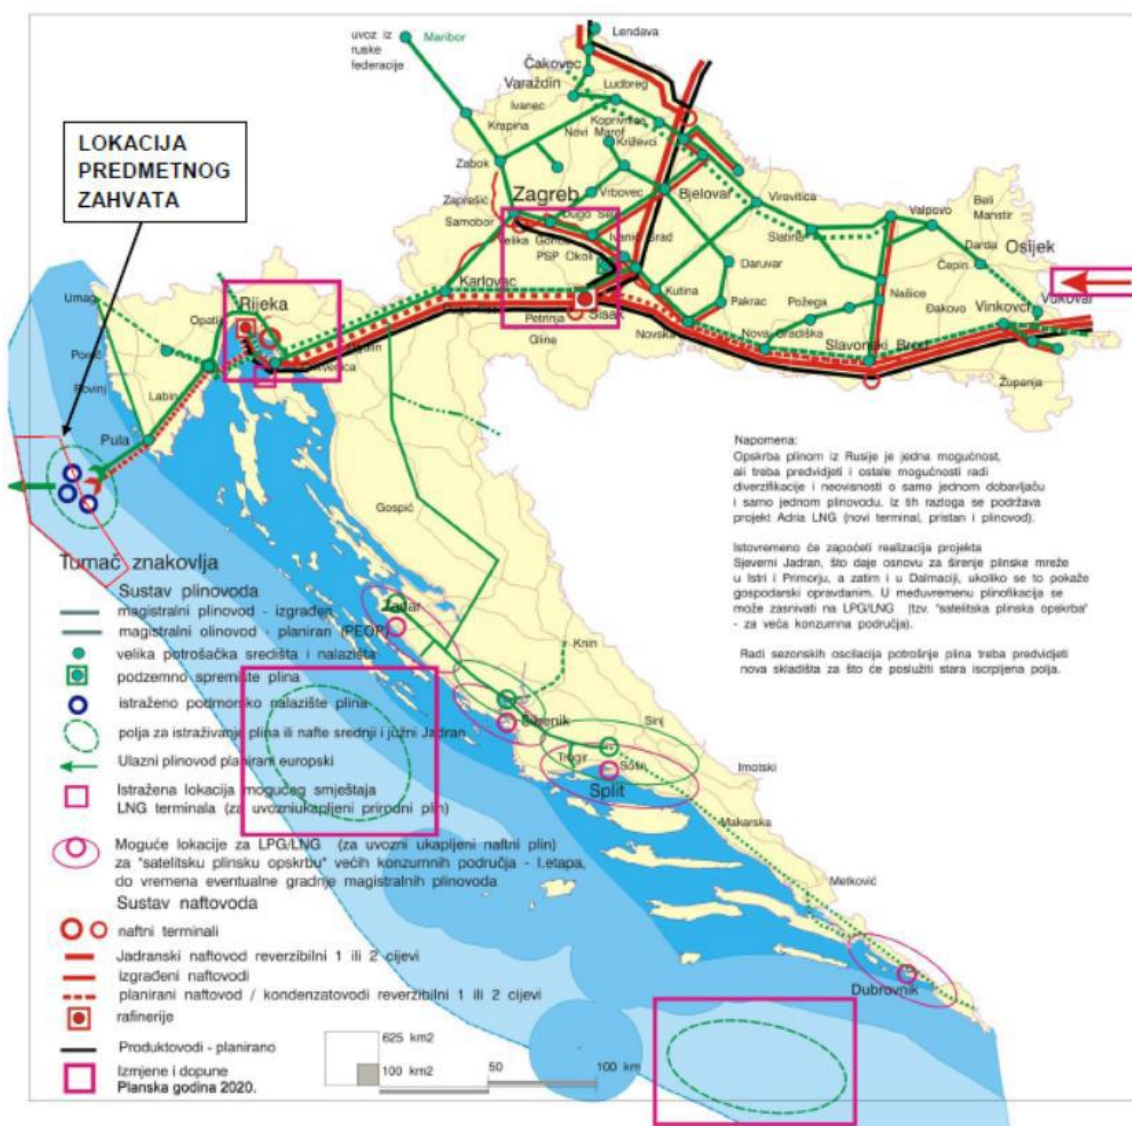 uvoz iz
ruske
federacije
Maribor
Lendava
Čakovec
Varaždin
Ludbreg
Ivanec
Koprivnica
Krapina
Novi Marof
Križevci
LOKACIJA
PREDMETNOG
ZAHVATA
Zabok
Zagreb
Vrbovec
Bjelovar
Virovitica
Zaprešić
Samobor
Dugo Selo
Valpovo
Beli
Manstir
Velika Gorica
Ivanić Grad
Slatina
Darda
Osijek
PSP Okoli
Daruvar
Čepin
Umag
Karlovac
Kutina
Našice
Rijeka
Pakrac
Požega
Đakovo
Vinkovci
Vukovar
Opatija
Petrinja
Sisak
Novska
Nova Gradiška
Poreč
Glina
Slavonski Brod
Rovinj
Labin
Županja
Pula
Gospić
Napomena:
Opskrba plinom iz Rusije je jedna mogućnost,
ali treba predvidjeti i ostale mogućnosti radi
diverzifikacije i neovisnosti o samo jednom dobavljaču
i samo jednom plinovodu. Iz tih razloga se podržava
projekt Adria LNG (novi terminal, pristan i plinovod).
Istovremeno će započeti realizacija projekta
Sjeverni Jadran, što daje osnovu za širenje plinske mreže
u Istri i Primorju, a zatim i u Dalmaciji, ukoliko se to pokaže
gospodarski opravdanim. U međuvremenu plinofikacija se
može zasnivati na LPG/LNG (tzv. "satelitska plinska opskrba"
- za veća konzumna područja).
Radi sezonskih oscilacija potrošnje plina treba predvidjeti
nova skladišta za što će poslužiti stara iscrpljena polja.
Zadar
Knin
Šibenik
Sinj
Trogir
Solin
Split
Imotski
Makarska
Metković
Dubrovnik
Tumač znakovlja
Sustav plinovoda
magistralni plinovod - izgrađen
magistralni olinovod - planiran (PEOP)
velika potrošačka središta i nalazišta
podzemno spremište plina
istraženo podmorsko nalazište plina
polja za istraživanje plina ili nafte srednji i južni Jadran
Ulazni plinovod planirani europski
Istražena lokacija mogućeg smještaja
LNG terminala (za uvozniukapljeni prirodni plin)
Moguće lokacije za LPG/LNG (za uvozni ukapljeni naftni plin)
za "satelitsku plinsku opskrbu" većih konzumnih područja - I.etapa,
do vremena eventualne gradnje magistralnih plinovoda
Sustav naftovoda
naftni terminali
Jadranski naftovod reverzibilni 1 ili 2 cijevi
izgrađeni naftovodi
planirani naftovod / kondenzatovodi reverzibilni 1 ili 2 cijevi
rafinerije
Produktovodi - planirano
Izmjene i dopune
Planska godina 2020.
625 km2
100 km2
50
100 km